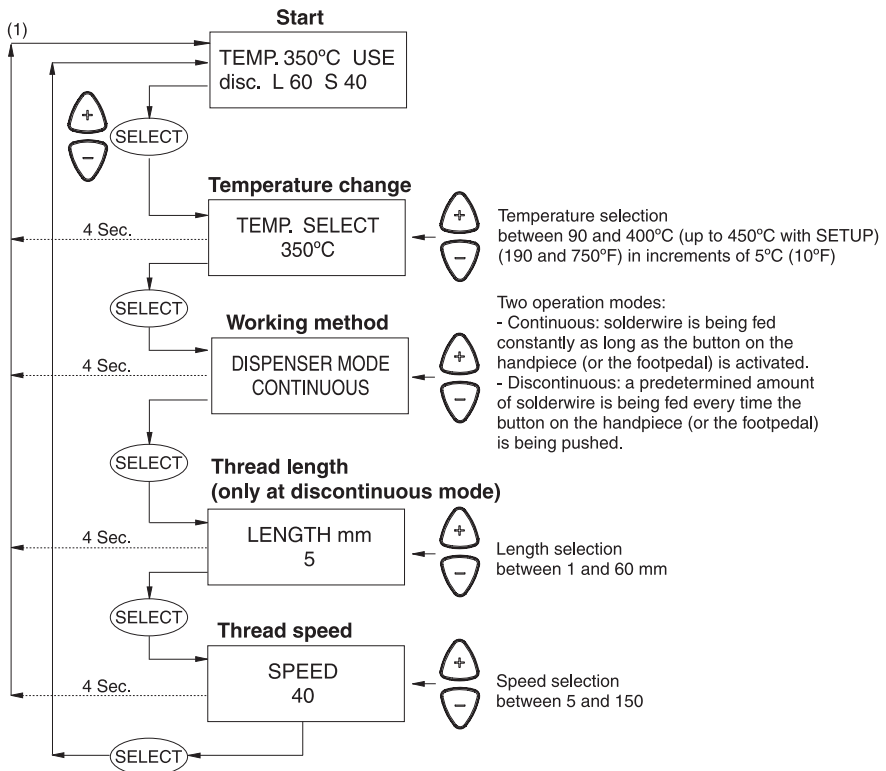 Start
(1)
TEMP. 350ºC USE
disc. L 60 S 40
+
SELECT
−
Temperature change
TEMP. SELECT
350ºC
4 Sec.
+
−
Temperature selection
between 90 and 400ºC (up to 450ºC with SETUP)
(190 and 750ºF) in increments of 5ºC (10ºF)
SELECT
Working method
DISPENSER MODE
CONTINUOUS
4 Sec.
+
−
Two operation modes:
- Continuous: solderwire is being fed
constantly as long as the button on the
handpiece (or the footpedal) is activated.
- Discontinuous: a predetermined amount
of solderwire is being fed every time the
button on the handpiece (or the footpedal)
is being pushed.
SELECT
Thread length
(only at discontinuous mode)
LENGTH mm
5
4 Sec.
+
−
Length selection
between 1 and 60 mm
SELECT
Thread speed
SPEED
40
4 Sec.
+
−
Speed selection
between 5 and 150
SELECT